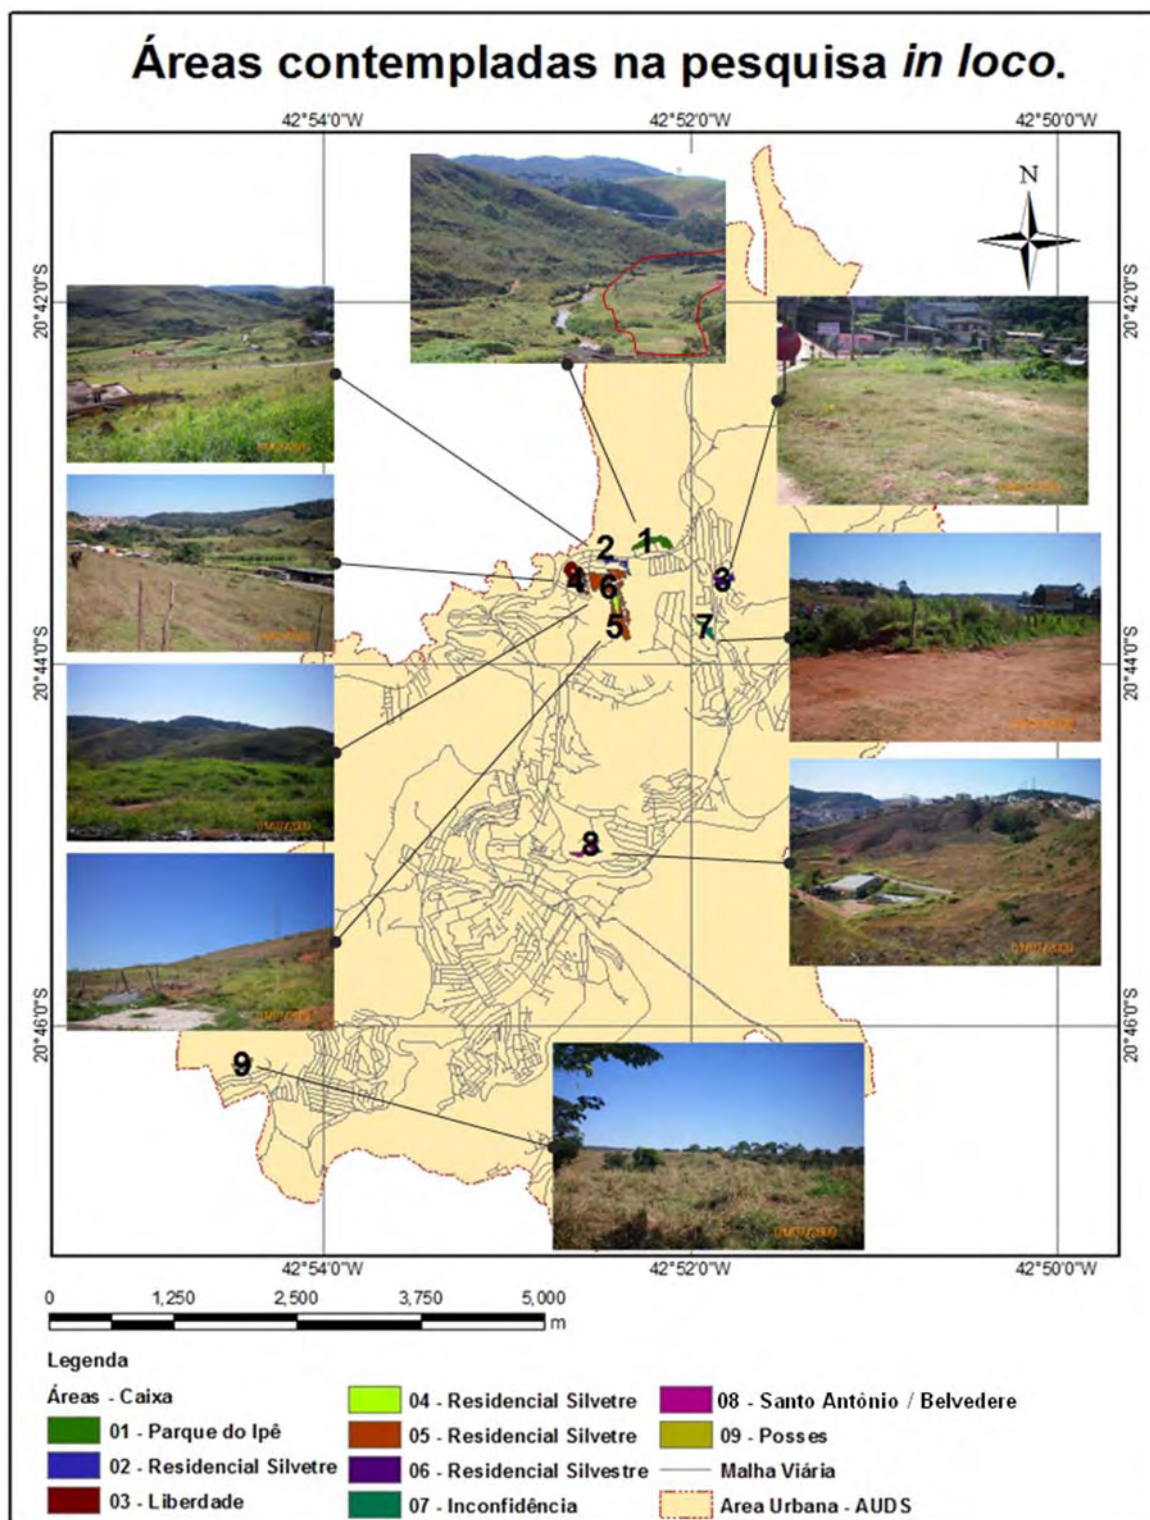 Áreas contempladas na pesquisa in loco.
42°54'0"W 42°52'0"W 42°50'0"W
N
20°42'0"S 20°42'0"S
1
2
3
4
6
5
7
20°44'0"S 20°44'0"S
8
20°46'0"S 20°46'0"S
9
42°54'0"W 42°52'0"W 42°50'0"W
0 1,250 2,500 3,750 5,000
m
Legenda
Áreas - Caixa
01 - Parque do Ipê
02 - Residencial Silvetre
03 - Liberdade
04 - Residencial Silvetre
05 - Residencial Silvetre
06 - Residencial Silvestre
07 - Inconfidência
08 - Santo Antônio / Belvedere
09 - Posses
Malha Viária
Area Urbana - AUDS